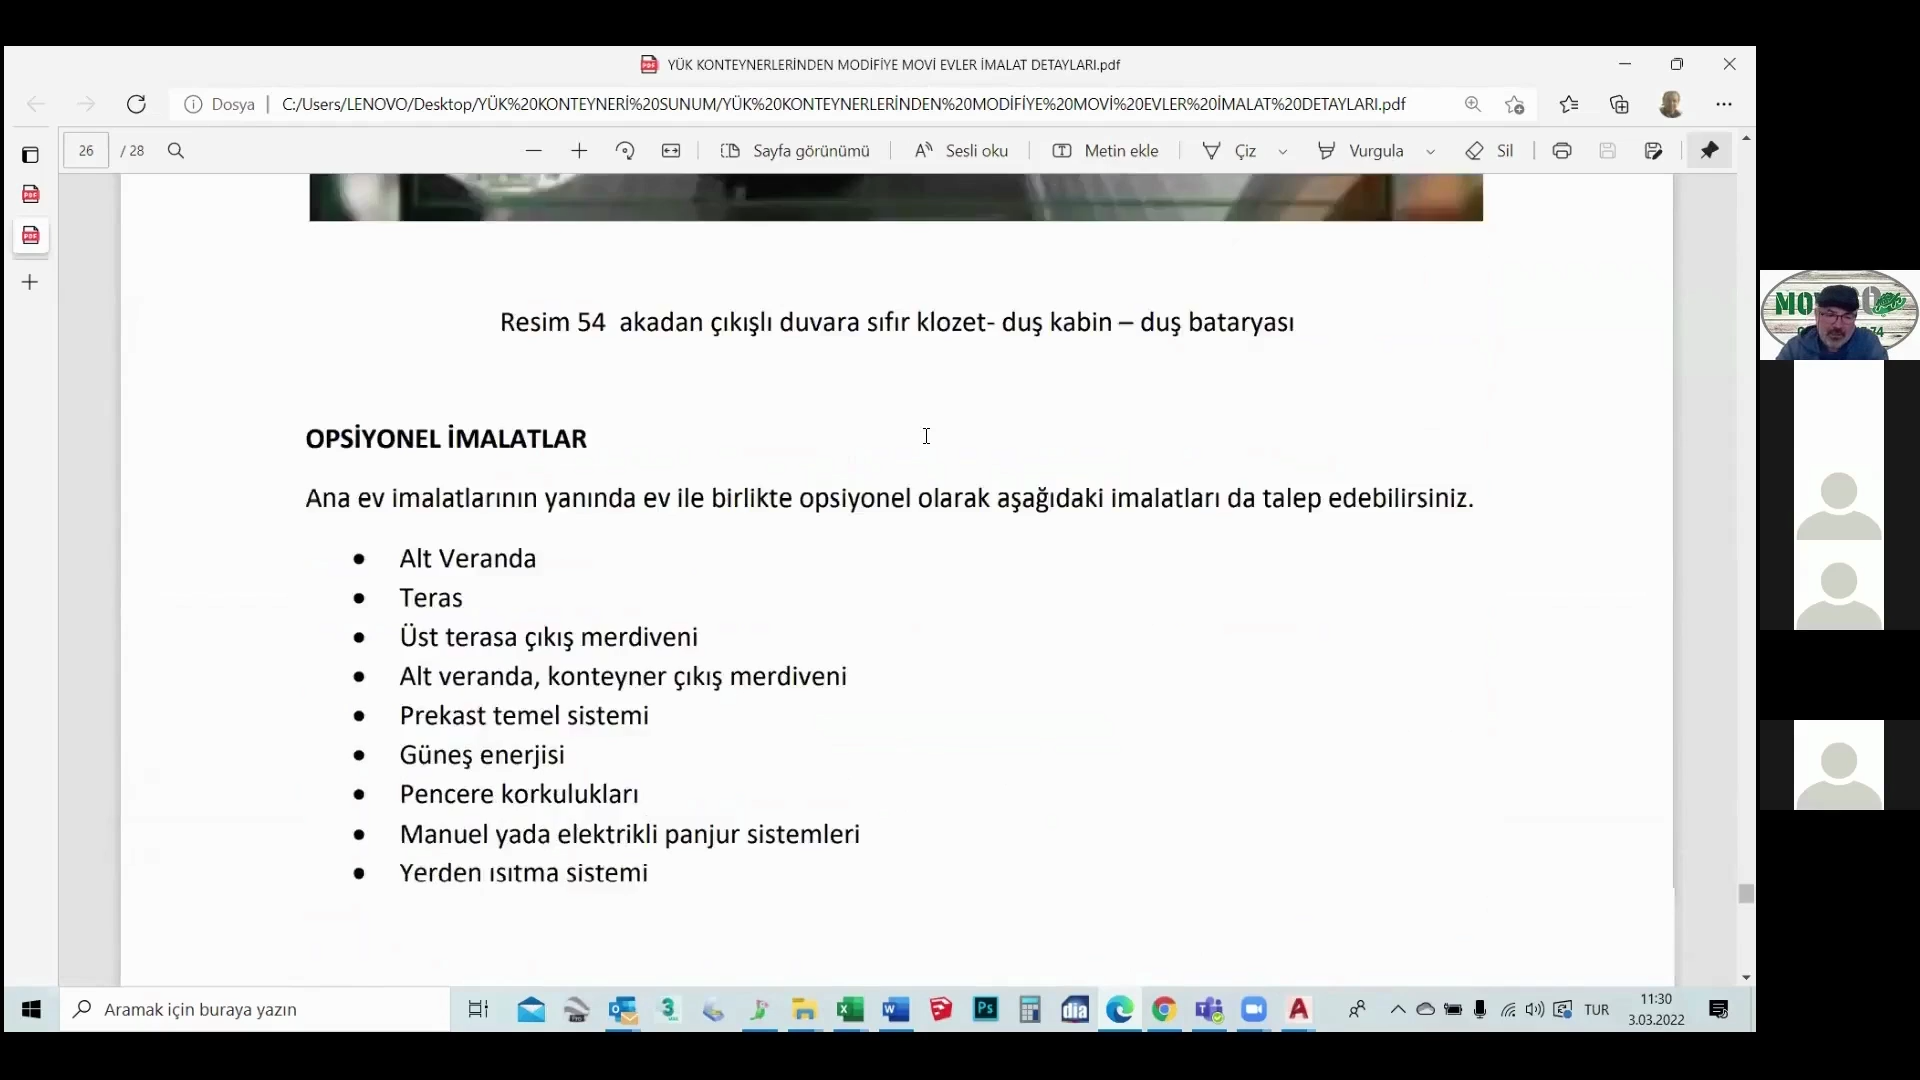 YÜK KONTEYNERLERİNDEN MODİFİYE MOVİ EVLER İMALAT DETAYLARI.pdf
Dosya
C:/Users/LENOVO/Desktop/YÜK%20KONTEYNERİ%20SUNUM/YÜK%20KONTEYNERLERİNDEN%20MODİFİYE%20MOVİ%20EVLER%20İMALAT%20DETAYLARI.pdf
26 / 28
Sayfa görünümü
Sesli oku
Metin ekle
Çiz
Vurgula
Sil
Resim 54 akadan çıkışlı duvara sıfır klozet- duş kabin – duş bataryası
OPSİYONEL İMALATLAR
Ana ev imalatlarının yanında ev ile birlikte opsiyonel olarak aşağıdaki imalatları da talep edebilirsiniz.
• Alt Veranda
• Teras
• Üst terasa çıkış merdiveni
• Alt veranda, konteyner çıkış merdiveni
• Prekast temel sistemi
• Güneş enerjisi
• Pencere korkulukları
• Manuel yada elektrikli panjur sistemleri
• Yerden ısıtma sistemi
Aramak için buraya yazın
Ps
dia
TUR
11:30
3.03.2022